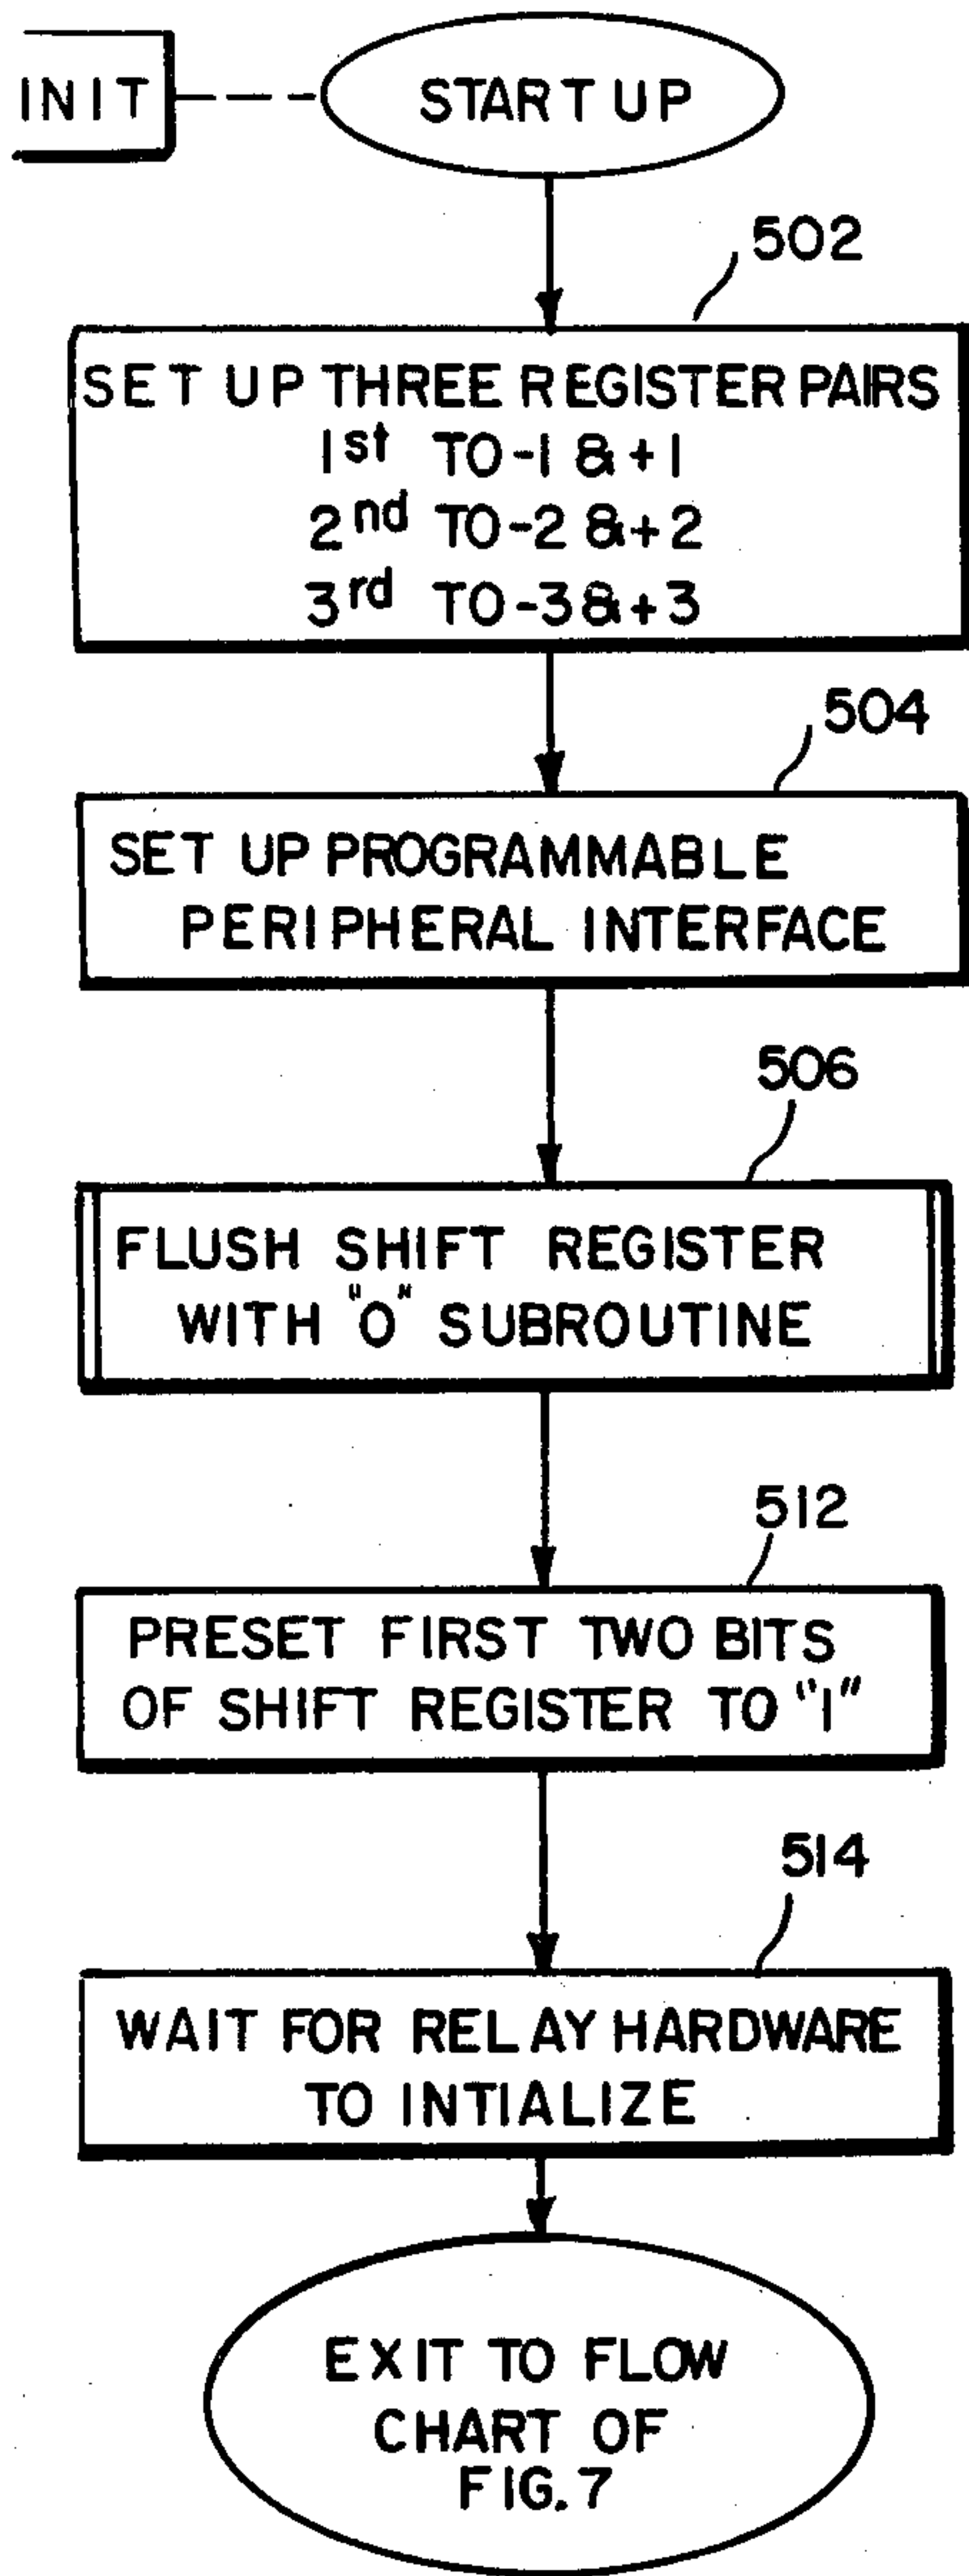 INIT
START UP
502
SET UP THREE REGISTER PAIRS
1st TO -1 & +1
2nd TO -2 & +2
3rd TO -3 & +3
504
SET UP PROGRAMMABLE
PERIPHERAL INTERFACE
506
FLUSH SHIFT REGISTER
WITH "0" SUBROUTINE
512
PRESET FIRST TWO BITS
OF SHIFT REGISTER TO "1"
514
WAIT FOR RELAY HARDWARE
TO INTIALIZE
EXIT TO FLOW
CHART OF
FIG. 7